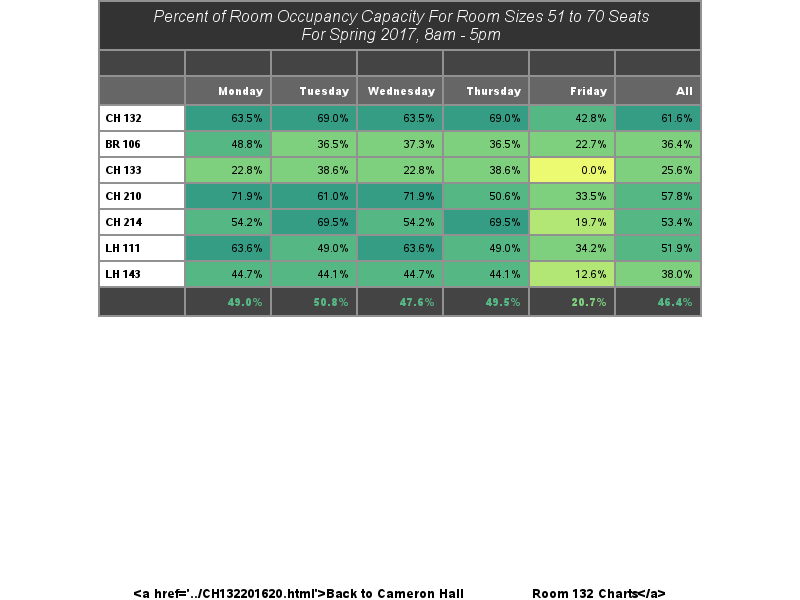 Percent of Room Occupancy Capacity For Room Sizes 51 to 70 Seats
For Spring 2017, 8am - 5pm
Monday Tuesday Wednesday Thursday Friday All
CH 132 63.5% 69.0% 63.5% 69.0% 42.8% 61.6%
BR 106 48.8% 36.5% 37.3% 36.5% 22.7% 36.4%
CH 133 22.8% 38.6% 22.8% 38.6% 0.0% 25.6%
CH 210 71.9% 61.0% 71.9% 50.6% 33.5% 57.8%
CH 214 54.2% 69.5% 54.2% 69.5% 19.7% 53.4%
LH 111 63.6% 49.0% 63.6% 49.0% 34.2% 51.9%
LH 143 44.7% 44.1% 44.7% 44.1% 12.6% 38.0%
49.0% 50.8% 47.6% 49.5% 20.7% 46.4%
<a href='../CH132201620.html'>Back to Cameron Hall Room 132 Charts</a>